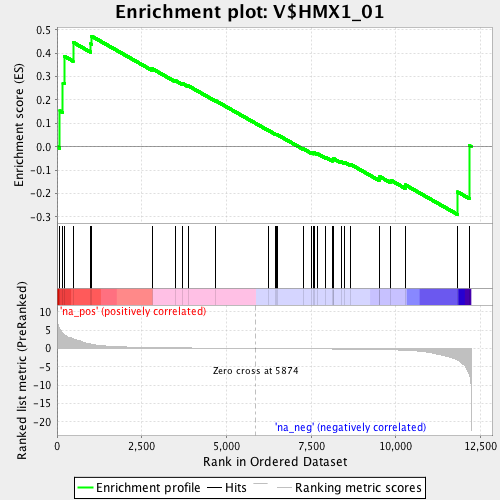 Enrichment plot: V$HMX1_01
Enrichment score (ES)
0.5
0.4
0.3
0.2
0.1
0.0
-0.1
-0.2
-0.3
Ranked list metric (PreRanked)
'na_pos' (positively correlated)
10
5
0
-5
-10
-15
-20
Zero cross at 5874
'na_neg' (negatively correlated)
0
2,500
5,000
7,500
10,000
12,500
Rank in Ordered Dataset
Enrichment profile
Hits
Ranking metric scores